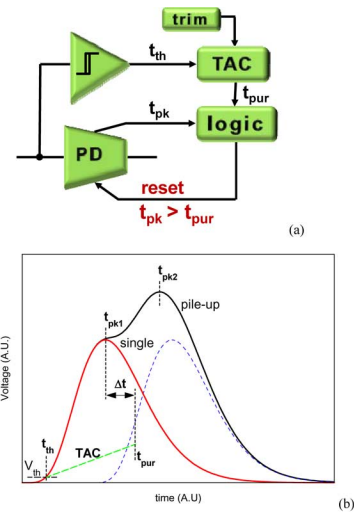 trim
t_th
TAC
t_pk
t_pur
logic
PD
reset
t_pk > t_pur
(a)
t_pk2
pile-up
t_pk1
single
Δt
t_th
TAC
t_pur
V_th
Voltage (A.U.)
time (A.U)
(b)